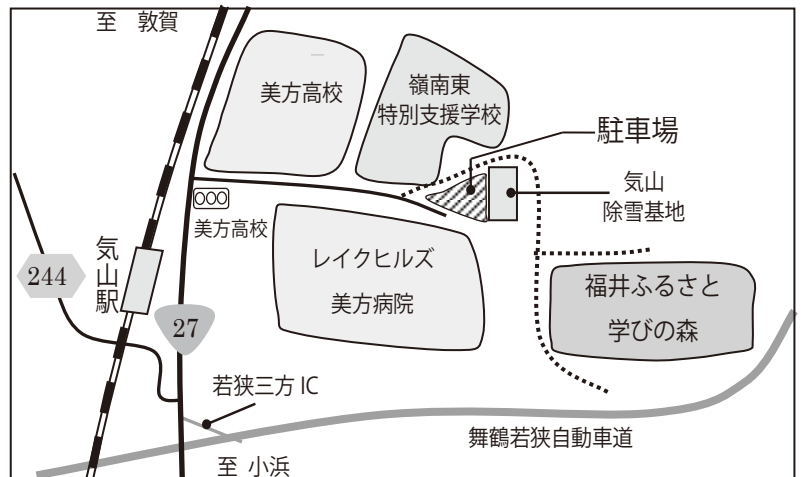 至 敦賀
美方高校
嶺南東
特別支援学校
駐車場
気山
除雪基地
美方高校
レイクヒルズ
美方病院
福井ふるさと
学びの森
244
気山駅
27
若狭三方 IC
舞鶴若狭自動車道
至 小浜